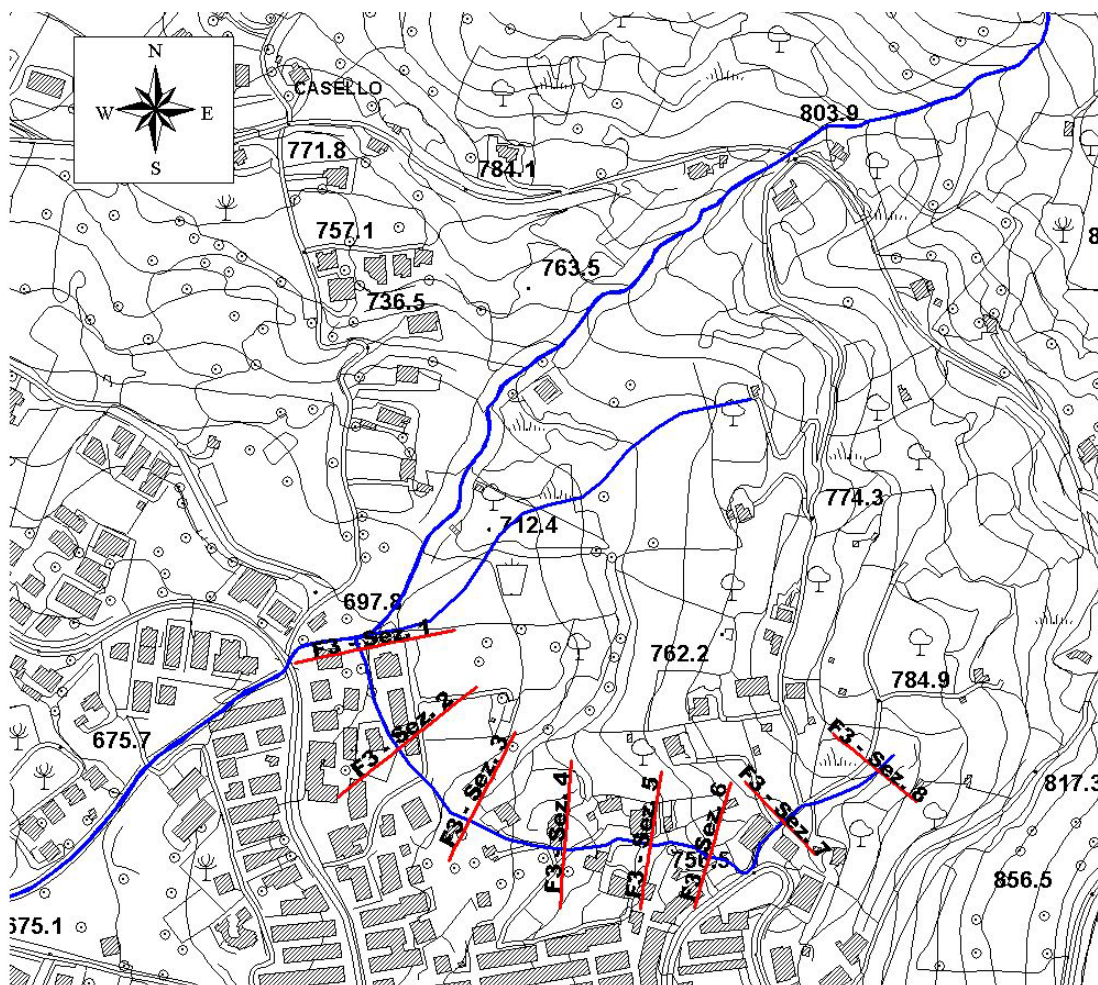 N
W E
S
CASELLO
803.9
771.8
784.1
757.1
763.5
736.5
774.3
712.4
697.8
F3 - Sez. 1
762.2
784.9
F3 - Sez. 2
675.7
F3 - Sez. 3
F3 - Sez. 4
F3 - Sez. 5
F3 - Sez. 6
F3 - Sez. 7
F3 - Sez. 8
817.3
856.5
675.1
8